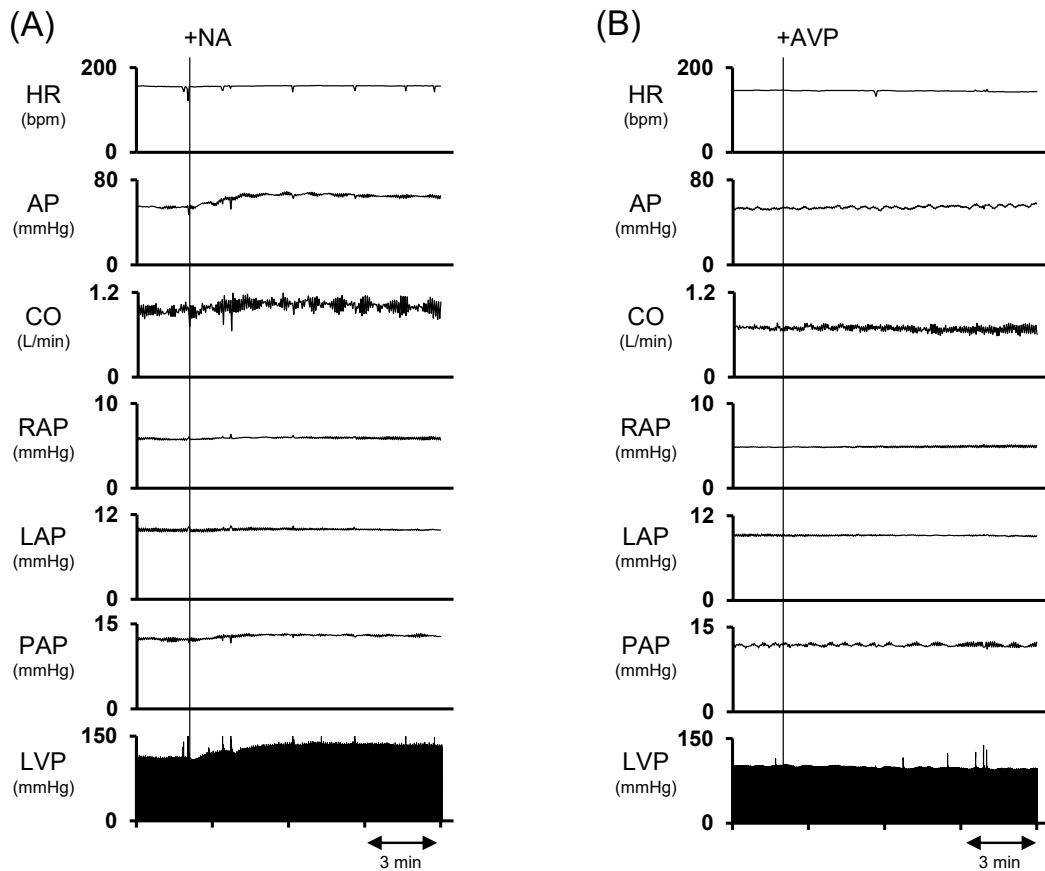 (A)
+NA
200
HR
(bpm)
0
80
AP
(mmHg)
0
1.2
CO
(L/min)
0
10
RAP
(mmHg)
0
12
LAP
(mmHg)
0
15
PAP
(mmHg)
0
150
LVP
(mmHg)
0
3 min
(B)
+AVP
200
HR
(bpm)
0
80
AP
(mmHg)
0
1.2
CO
(L/min)
0
10
RAP
(mmHg)
0
12
LAP
(mmHg)
0
15
PAP
(mmHg)
0
150
LVP
(mmHg)
0
3 min